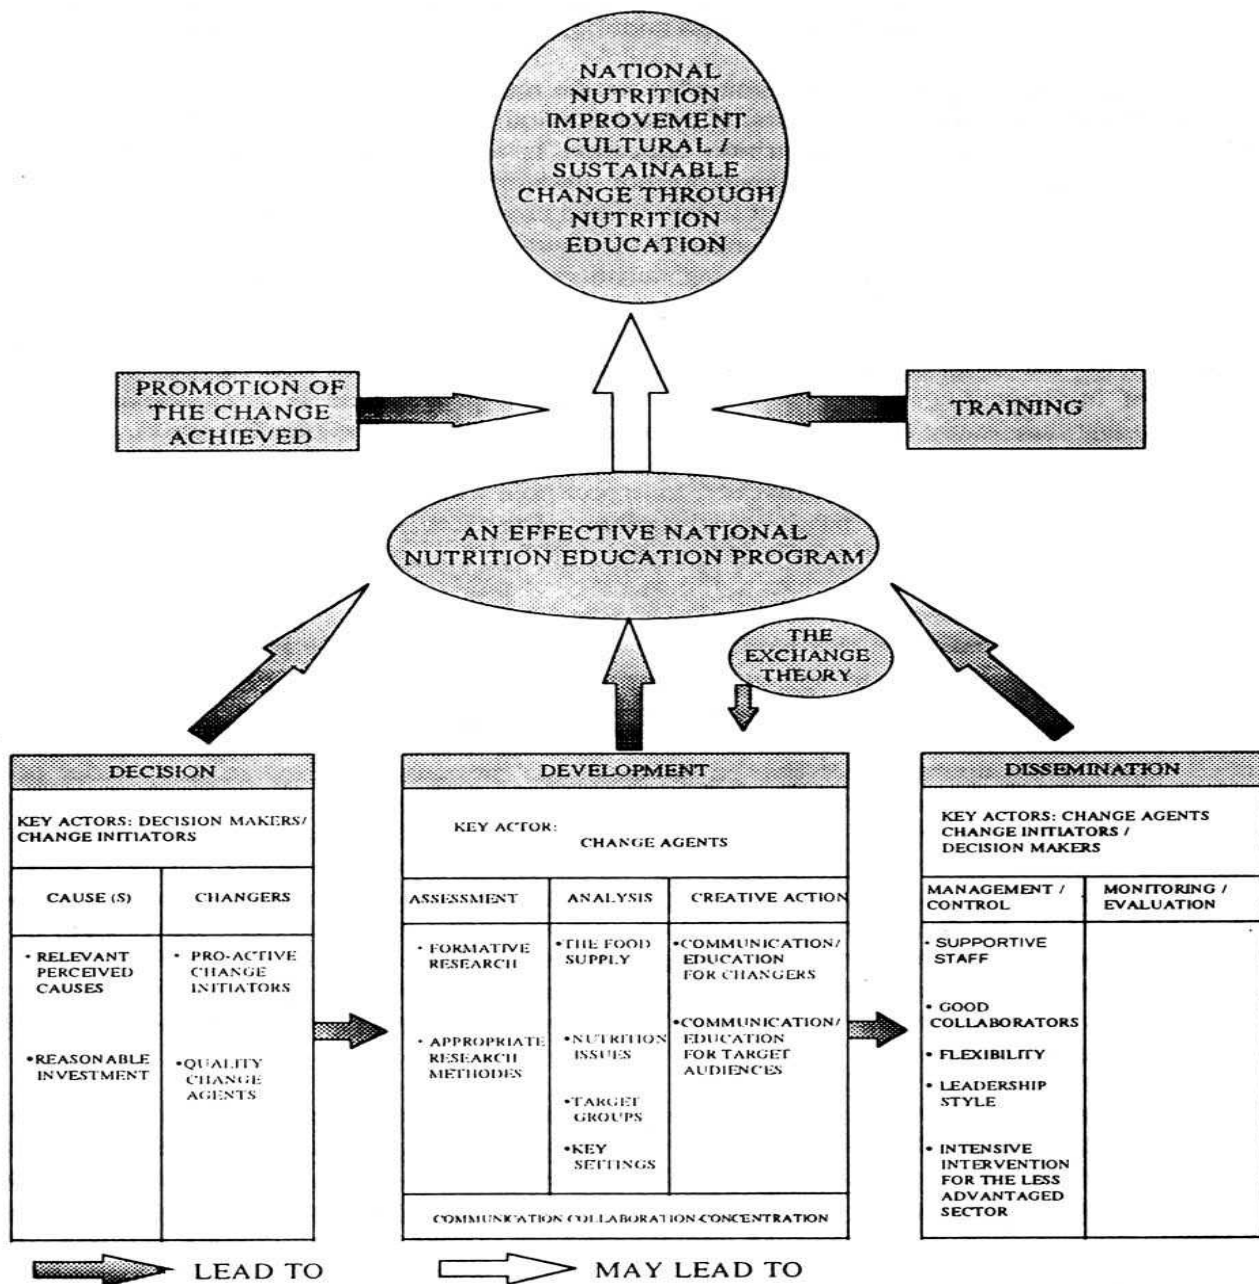 NATIONAL
NUTRITION
IMPROVEMENT
CULTURAL /
SUSTAINABLE
CHANGE THROUGH
NUTRITION
EDUCATION
PROMOTION OF
THE CHANGE
ACHIEVED
TRAINING
AN EFFECTIVE NATIONAL
NUTRITION EDUCATION PROGRAM
THE
EXCHANGE
THEORY
DECISION
KEY ACTORS: DECISION MAKERS/
CHANGE INITIATORS
CAUSE (S)
CHANGERS
• RELEVANT
PERCEIVED
CAUSES
•REASONABLE
INVESTMENT
• PRO-ACTIVE
CHANGE
INITIATORS
•QUALITY
CHANGE
AGENTS
DEVELOPMENT
KEY ACTOR:
CHANGE AGENTS
ASSESSMENT
ANALYSIS
CREATIVE ACTION
• FORMATIVE
RESEARCH
• APPROPRIATE
RESEARCH
METHODES
•THE FOOD
SUPPLY
•NUTRITION
ISSUES
•TARGET
GROUPS
•KEY
SETTINGS
•COMMUNICATION/
EDUCATION
FOR CHANGERS
•COMMUNICATION/
EDUCATION
FOR TARGET
AUDIENCES
COMMUNICATION-COLLABORATION-CONCENTRATION
DISSEMINATION
KEY ACTORS: CHANGE AGENTS
CHANGE INITIATORS /
DECISION MAKERS
MANAGEMENT /
CONTROL
MONITORING /
EVALUATION
• SUPPORTIVE
STAFF
• GOOD
COLLABORATORS
• FLEXIBILITY
• LEADERSHIP
STYLE
• INTENSIVE
INTERVENTION
FOR THE LESS
ADVANTAGED
SECTOR
LEAD TO
MAY LEAD TO